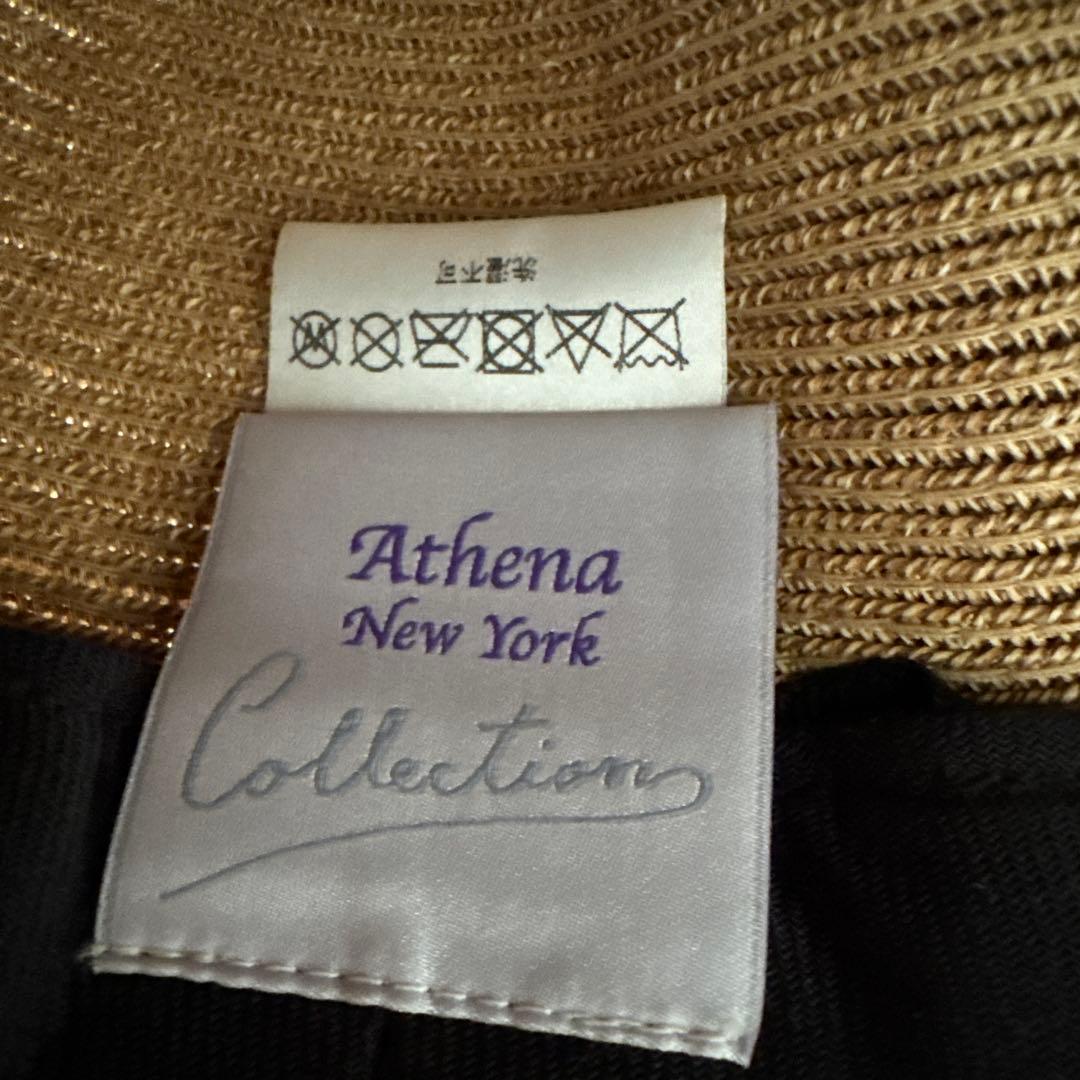 洗濯不可
Athena
New York
Collection